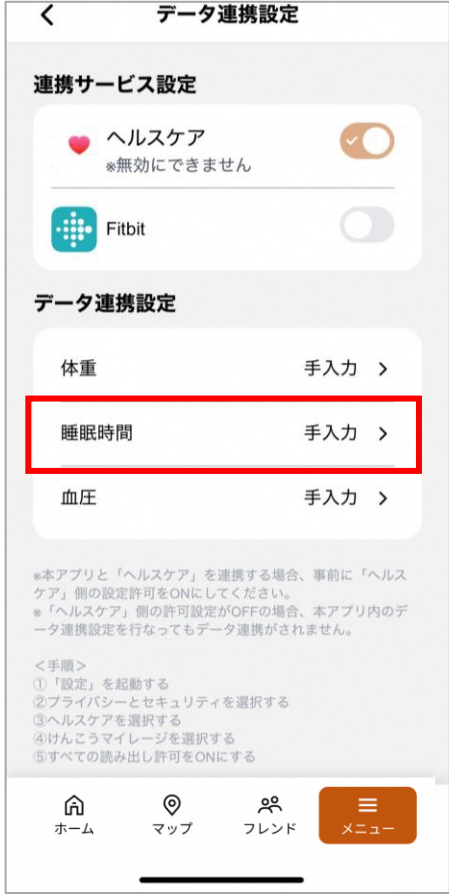 データ連携設定
連携サービス設定
ヘルスケア
※無効にできません
Fitbit
データ連携設定
体重 手入力
睡眠時間 手入力
血圧 手入力
※本アプリと「ヘルスケア」を連携する場合、事前に「ヘルス
ケア」側の設定許可をONにしてください。
※「ヘルスケア」側の許可設定がOFFの場合、本アプリ内のデ
ータ連携設定を行なってもデータ連携がされません。
＜手順＞
①「設定」を起動する
②プライバシーとセキュリティを選択する
③ヘルスケアを選択する
④けんこうマイレージを選択する
⑤すべての読み出し許可をONにする
ホーム マップ フレンド メニュー